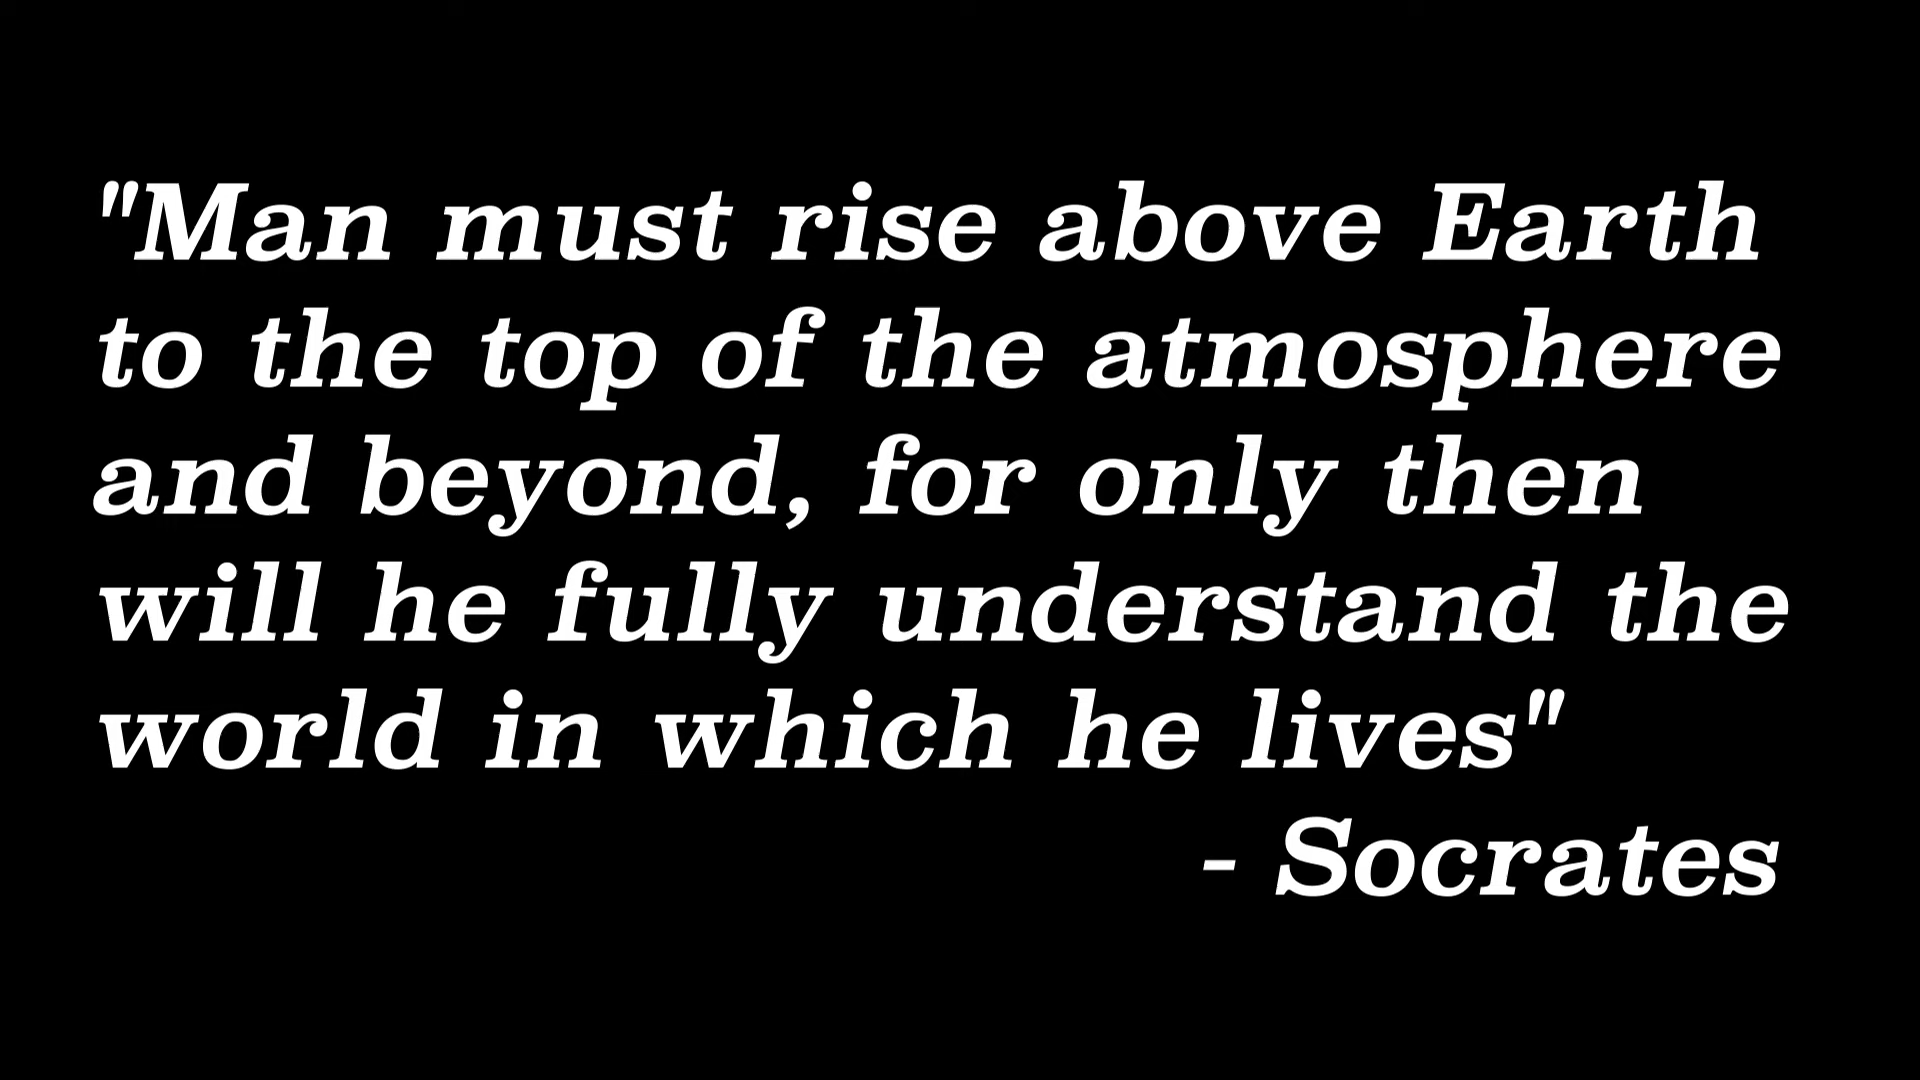 "Man must rise above Earth
to the top of the atmosphere
and beyond, for only then
will he fully understand the
world in which he lives"
- Socrates